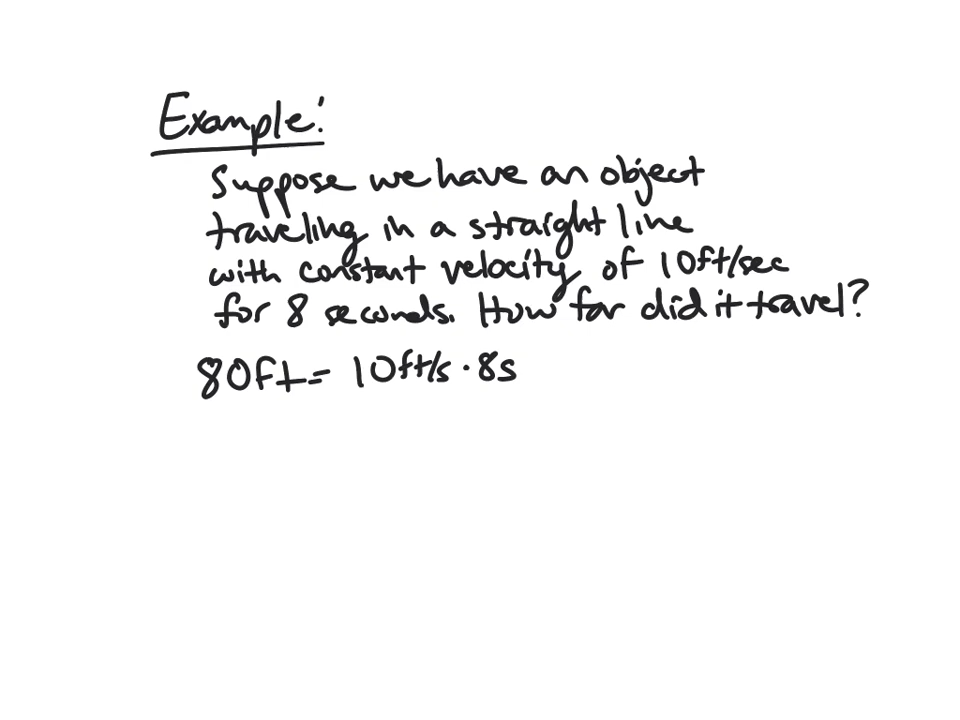 Example:
Suppose we have an object
traveling in a straight line
with constant velocity of 10ft/sec
for 8 seconds. How far did it travel?
80ft = 10ft/s · 8s